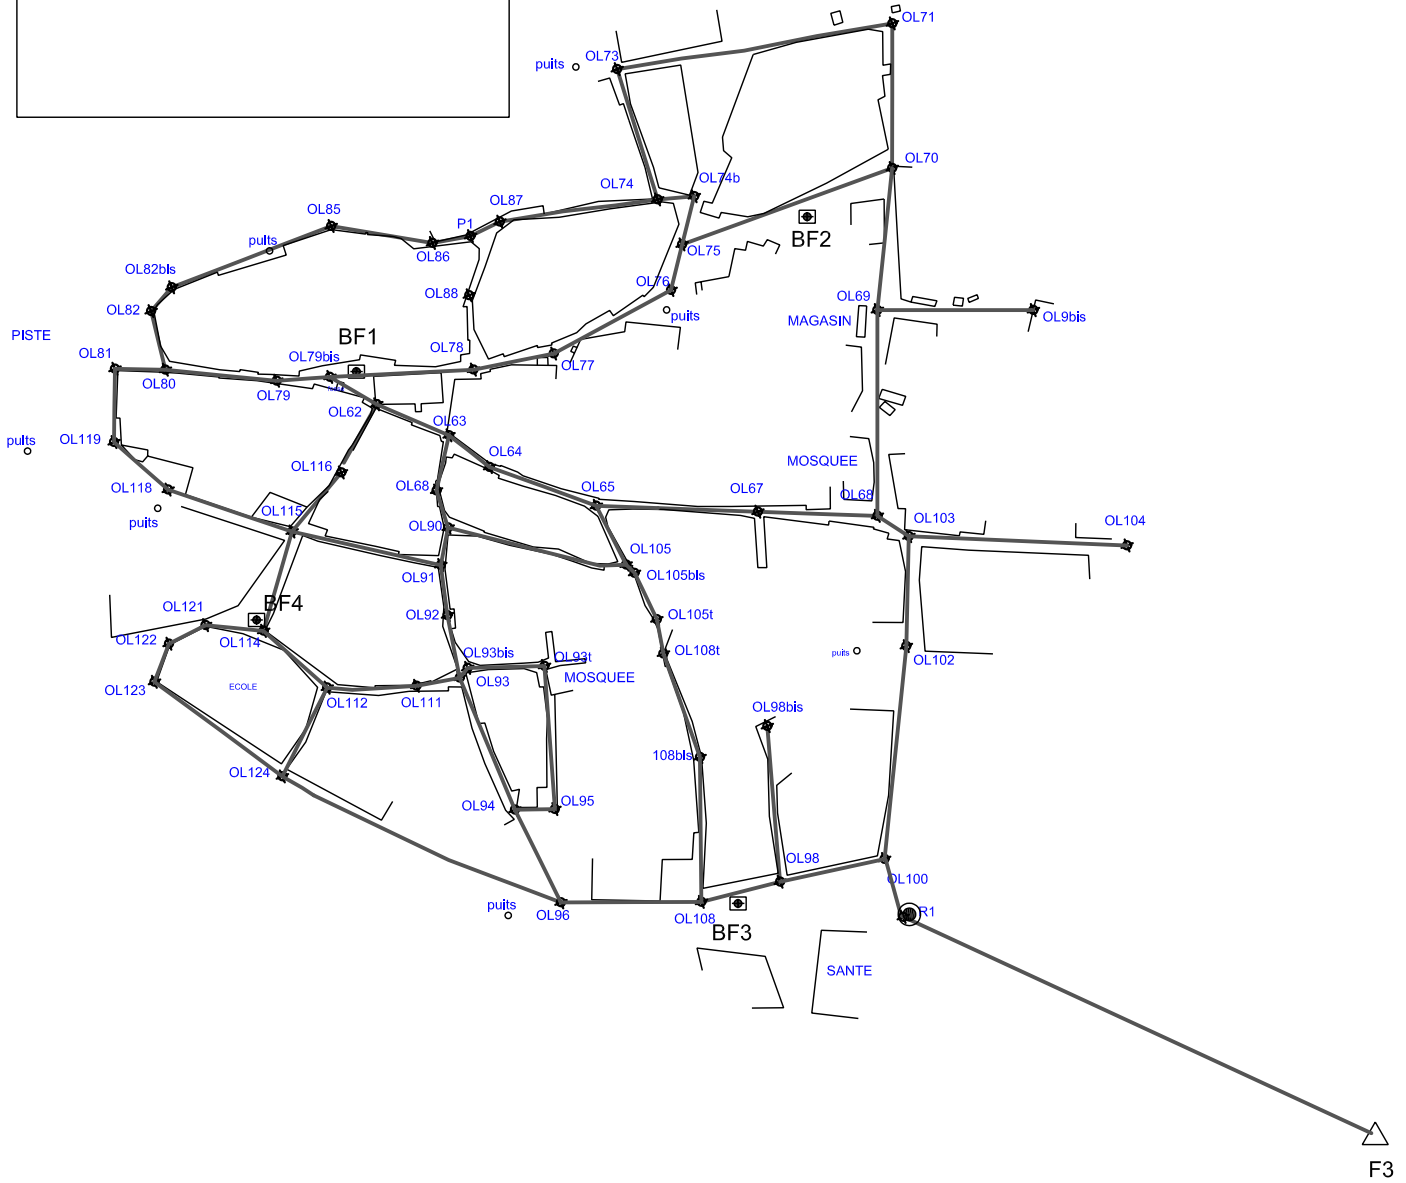 OL71
OL73
puits
OL70
OL74
OL74b
OL87
OL85
P1
puits
OL86
OL75
BF2
OL82bis
OL88
OL76
OL82
OL69
puits
MAGASIN
OL9bis
PISTE
BF1
OL78
OL81
OL79bis
OL77
OL80
OL79
OL62
OL63
puits
OL119
OL64
OL116
MOSQUEE
OL118
OL68
OL65
OL67
OL68
puits
OL115
OL90
OL103
OL104
OL105
OL91
OL105bis
BF4
OL121
OL92
OL105t
OL122
OL114
OL93bis
OL93t
OL108t
puits
OL102
OL123
ECOLE
OL93
MOSQUEE
OL112
OL111
OL98bis
108bis
OL124
OL94
OL95
OL98
OL100
puits
OL96
OL108
R1
BF3
SANTE
F3